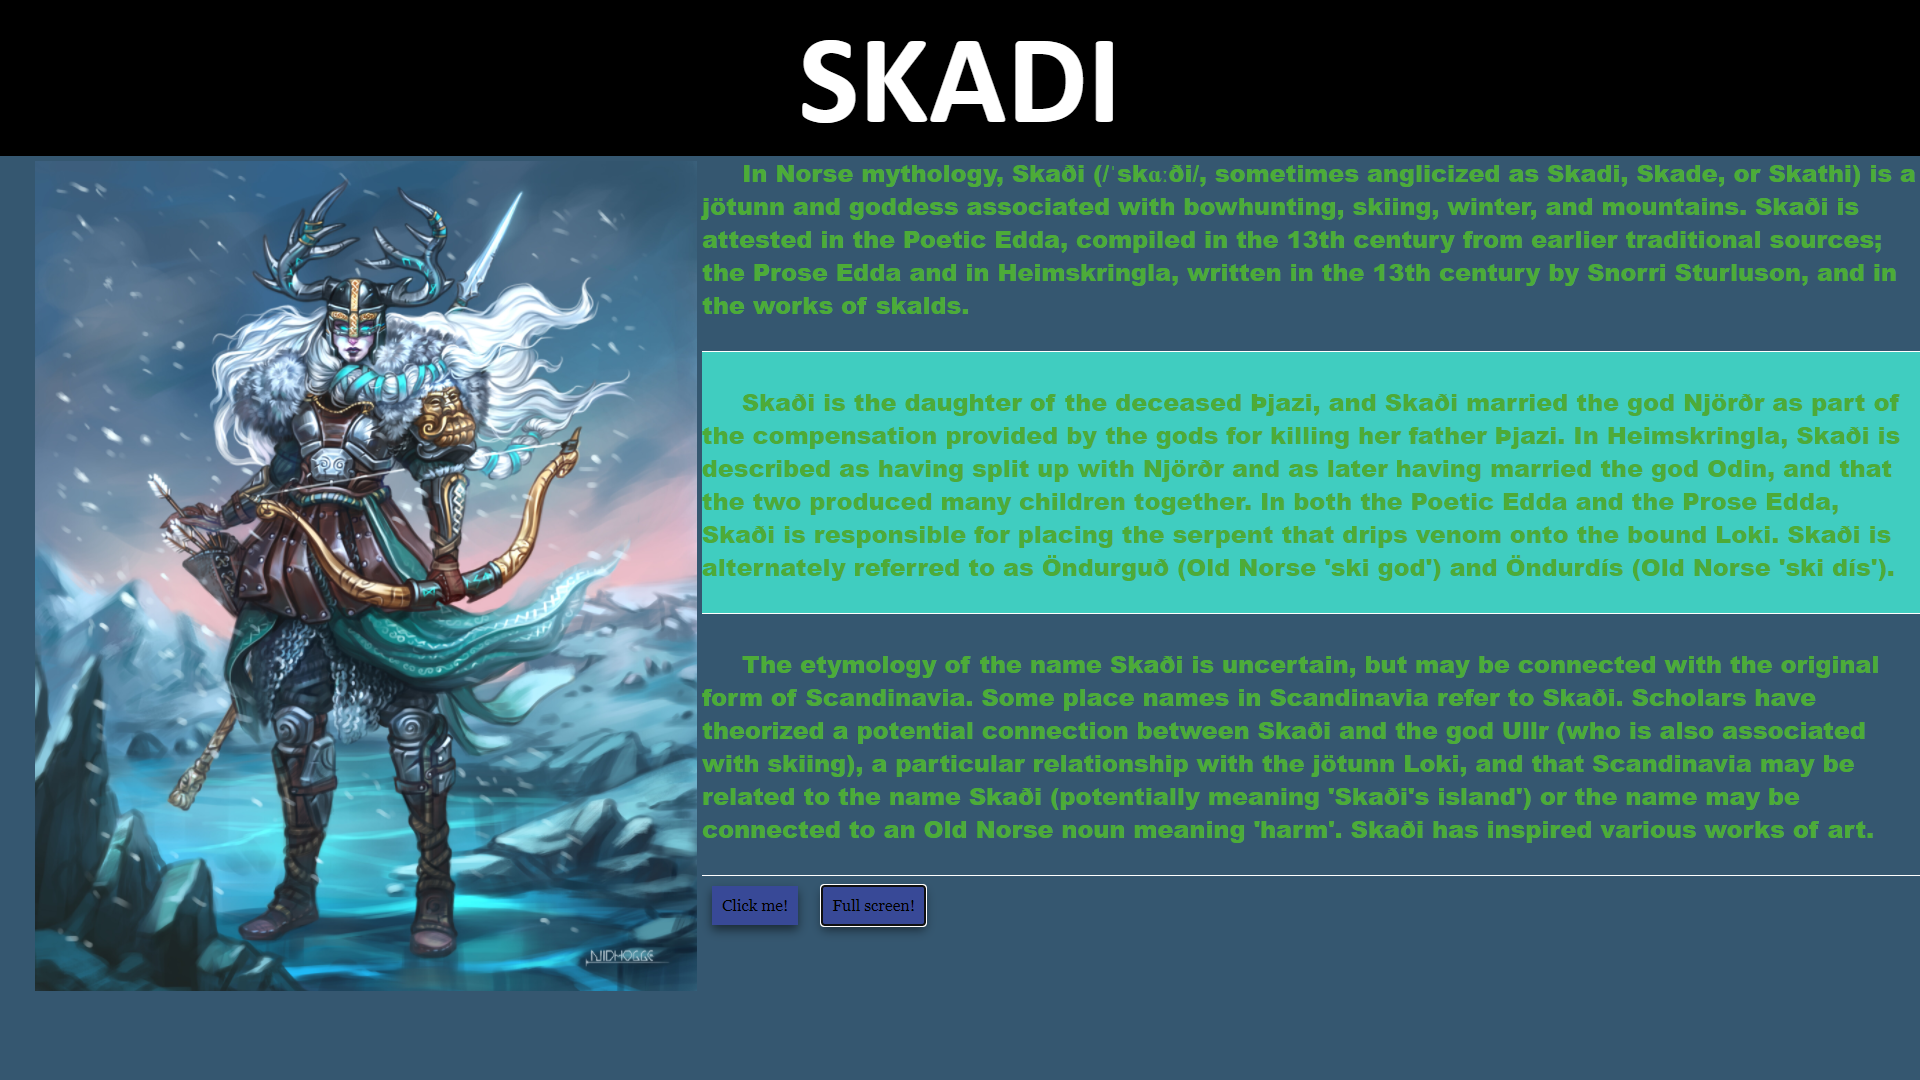 SKADI
In Norse mythology, Skaði (/ˈskɑːði/, sometimes anglicized as Skadi, Skade, or Skathi) is a
jötunn and goddess associated with bowhunting, skiing, winter, and mountains. Skaði is
attested in the Poetic Edda, compiled in the 13th century from earlier traditional sources;
the Prose Edda and in Heimskringla, written in the 13th century by Snorri Sturluson, and in
the works of skalds.
Skaði is the daughter of the deceased Þjazi, and Skaði married the god Njörðr as part of
the compensation provided by the gods for killing her father Þjazi. In Heimskringla, Skaði is
described as having split up with Njörðr and as later having married the god Odin, and that
the two produced many children together. In both the Poetic Edda and the Prose Edda,
Skaði is responsible for placing the serpent that drips venom onto the bound Loki. Skaði is
alternately referred to as Öndurguð (Old Norse 'ski god') and Öndurdís (Old Norse 'ski dís').
The etymology of the name Skaði is uncertain, but may be connected with the original
form of Scandinavia. Some place names in Scandinavia refer to Skaði. Scholars have
theorized a potential connection between Skaði and the god Ullr (who is also associated
with skiing), a particular relationship with the jötunn Loki, and that Scandinavia may be
related to the name Skaði (potentially meaning 'Skaði's island') or the name may be
connected to an Old Norse noun meaning 'harm'. Skaði has inspired various works of art.
Click me!
Full screen!
NIDHOGGE